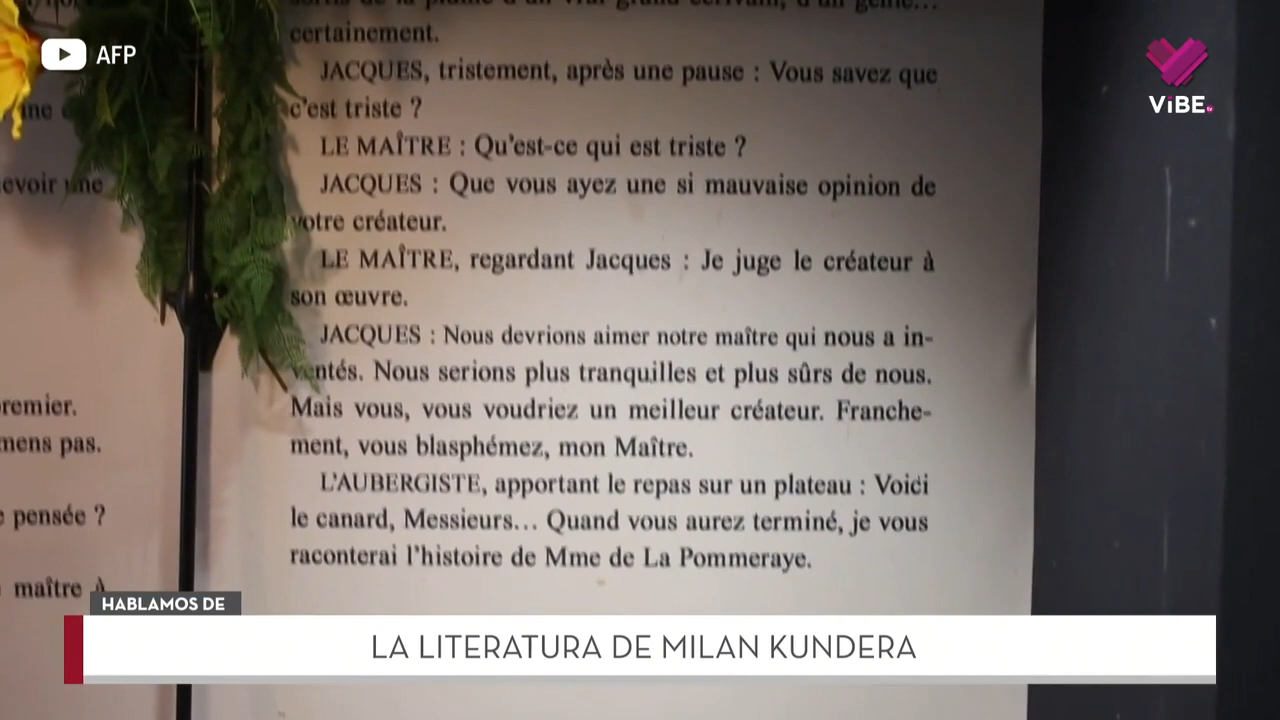 AFP
ViBE tv
certainement.
JACQUES, tristement, après une pause : Vous savez que
c'est triste ?
LE MAÎTRE : Qu'est-ce qui est triste ?
JACQUES : Que vous ayez une si mauvaise opinion de
votre créateur.
LE MAÎTRE, regardant Jacques : Je juge le créateur à
son œuvre.
JACQUES : Nous devrions aimer notre maître qui nous a in-
ventés. Nous serions plus tranquilles et plus sûrs de nous.
Mais vous, vous voudriez un meilleur créateur. Franche-
ment, vous blasphémez, mon Maître.
L'AUBERGISTE, apportant le repas sur un plateau : Voici
le canard, Messieurs... Quand vous aurez terminé, je vous
raconterai l'histoire de Mme de La Pommeraye.
une
premier.
mens pas.
pensée ?
maître à
HABLAMOS DE
LA LITERATURA DE MILAN KUNDERA